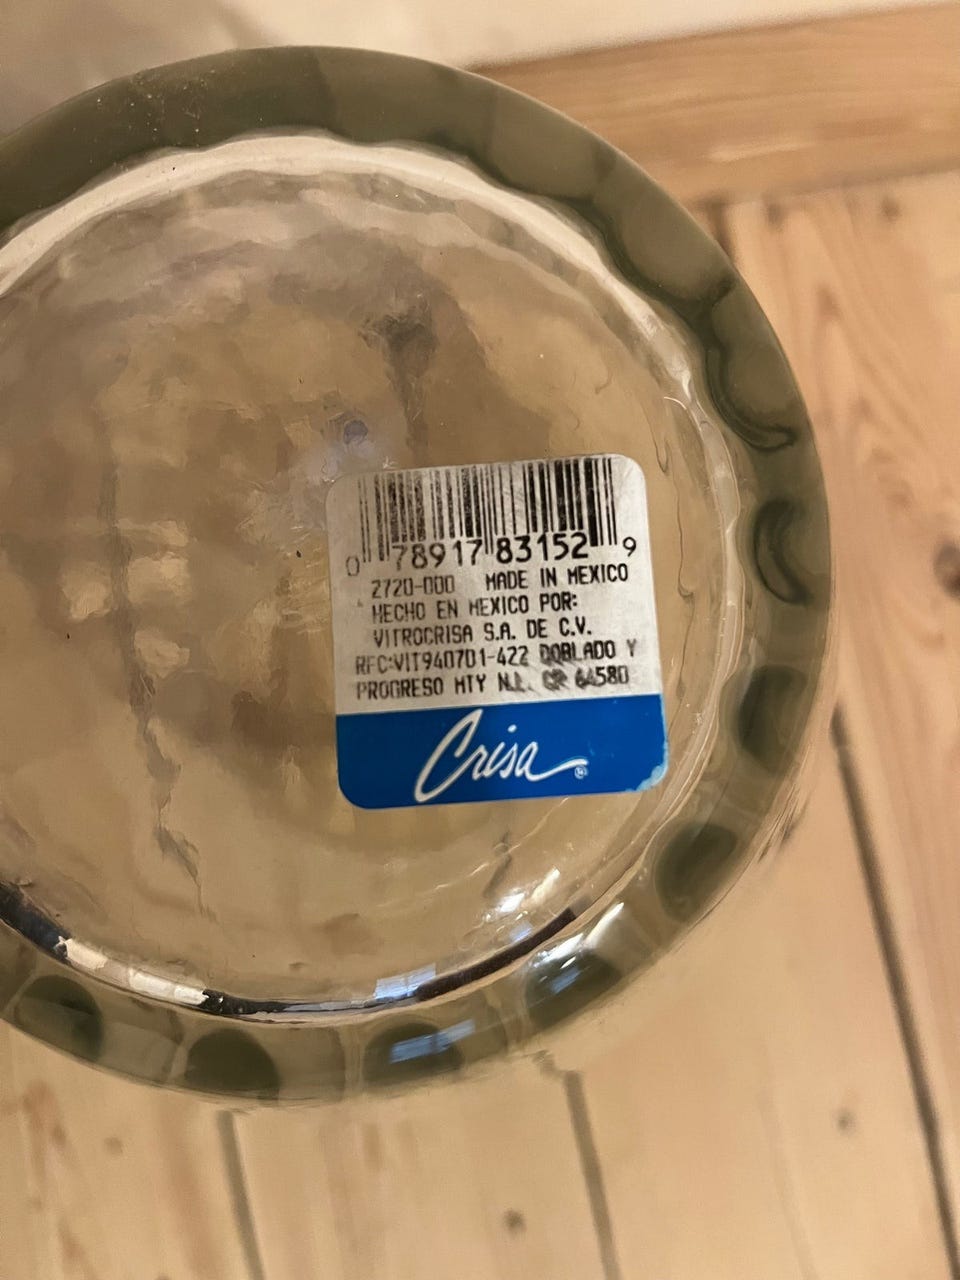 0 78917 83152 9
2720-000 MADE IN MEXICO
HECHO EN MEXICO POR:
VITROCRISA S.A. DE C.V.
RFC:VIT940701-422 DOBLADO Y
PROGRESO MTY N.L. CP 64580
Crisa ®